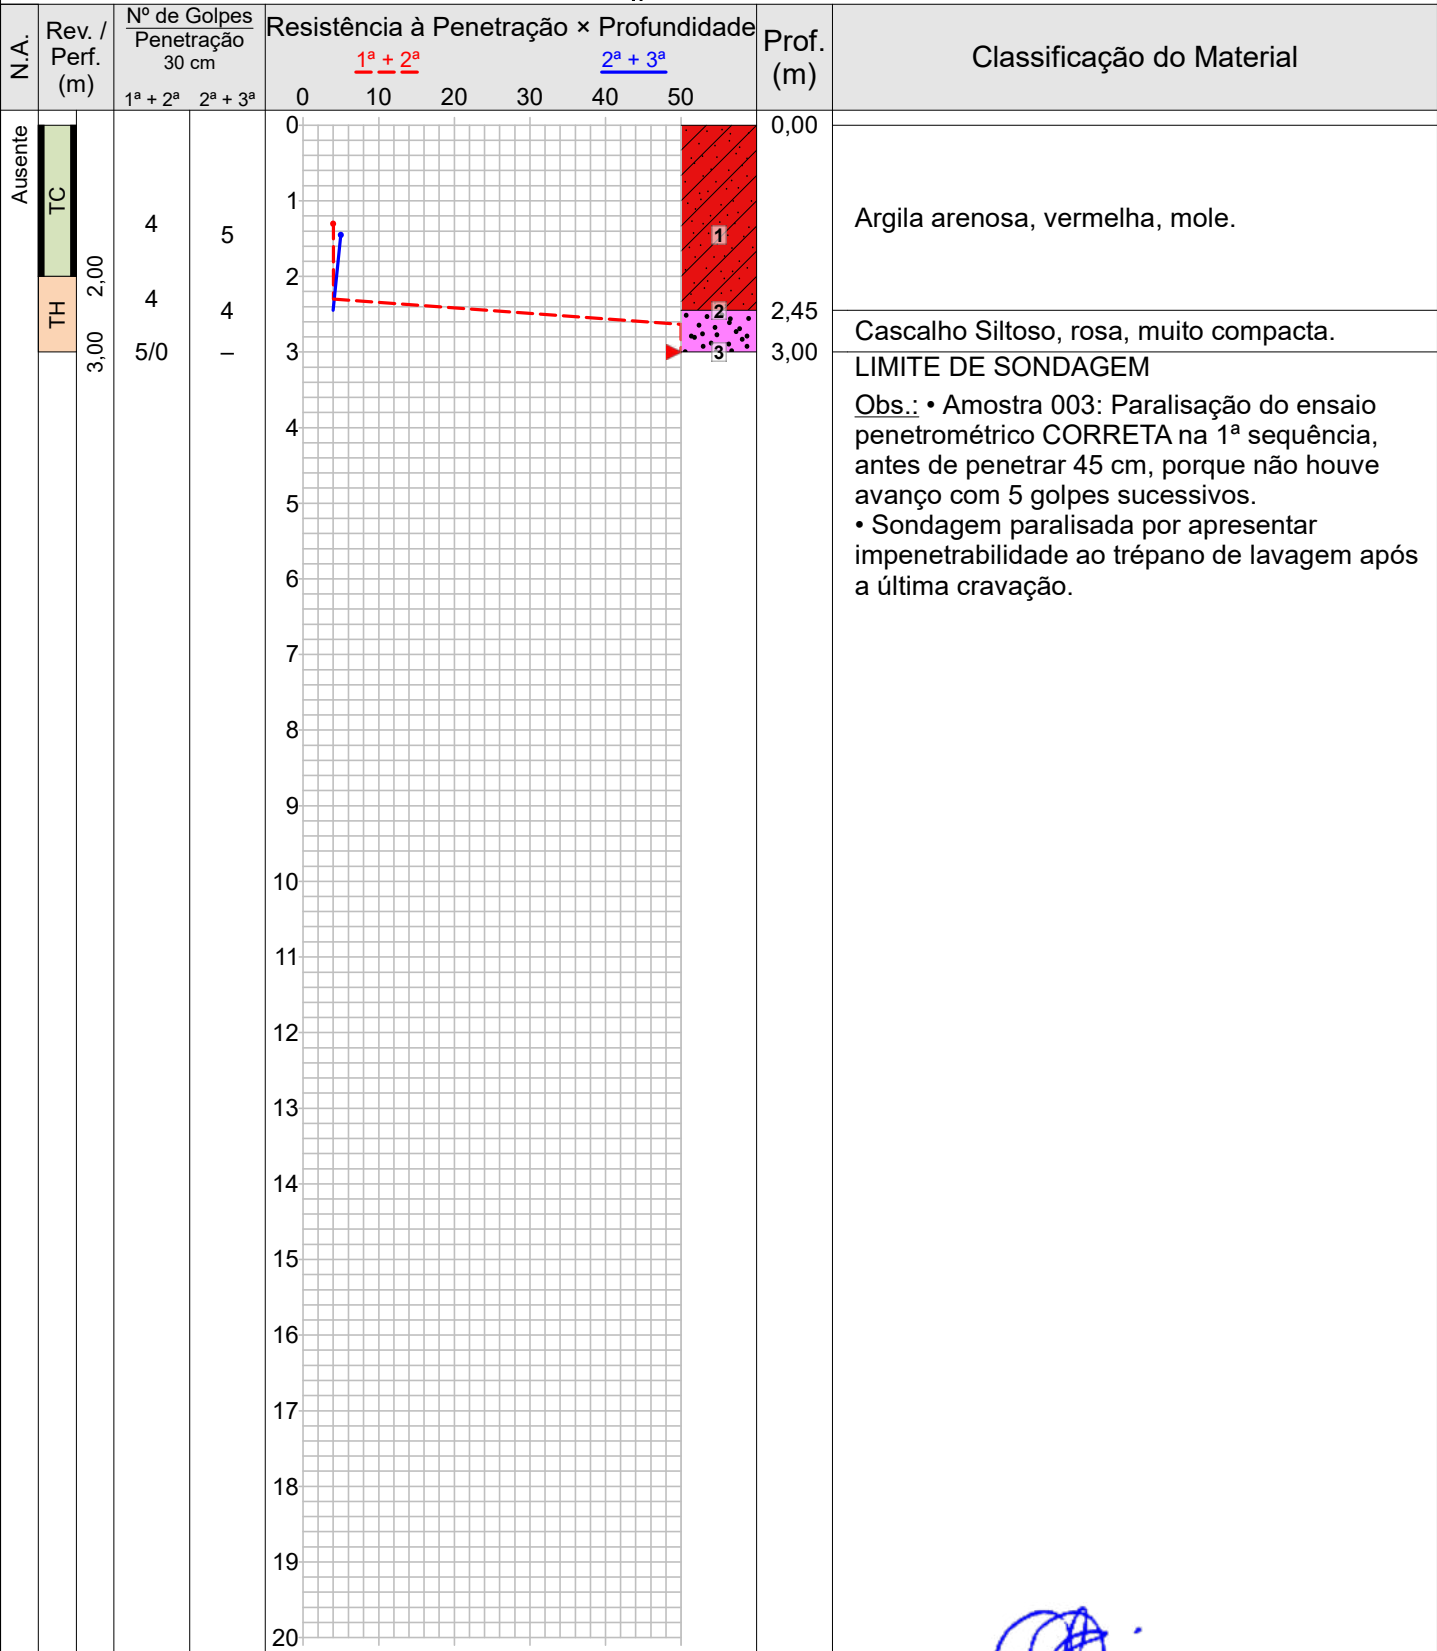 N.A.
Rev. /
Perf.
(m)
Nº de Golpes
Penetração
30 cm
1ª + 2ª 2ª + 3ª
Resistência à Penetração × Profundidade
1ª + 2ª 2ª + 3ª
0 10 20 30 40 50
Prof.
(m)
Classificação do Material
Ausente
TC
2,00
TH
3,00
4 5
4 4
5/0 –
0
1
2
3
4
5
6
7
8
9
10
11
12
13
14
15
16
17
18
19
20
1
2
3
0,00
2,45
3,00
Argila arenosa, vermelha, mole.
Cascalho Siltoso, rosa, muito compacta.
LIMITE DE SONDAGEM
Obs.: • Amostra 003: Paralisação do ensaio
penetrométrico CORRETA na 1ª sequência,
antes de penetrar 45 cm, porque não houve
avanço com 5 golpes sucessivos.
• Sondagem paralisada por apresentar
impenetrabilidade ao trépano de lavagem após
a última cravação.